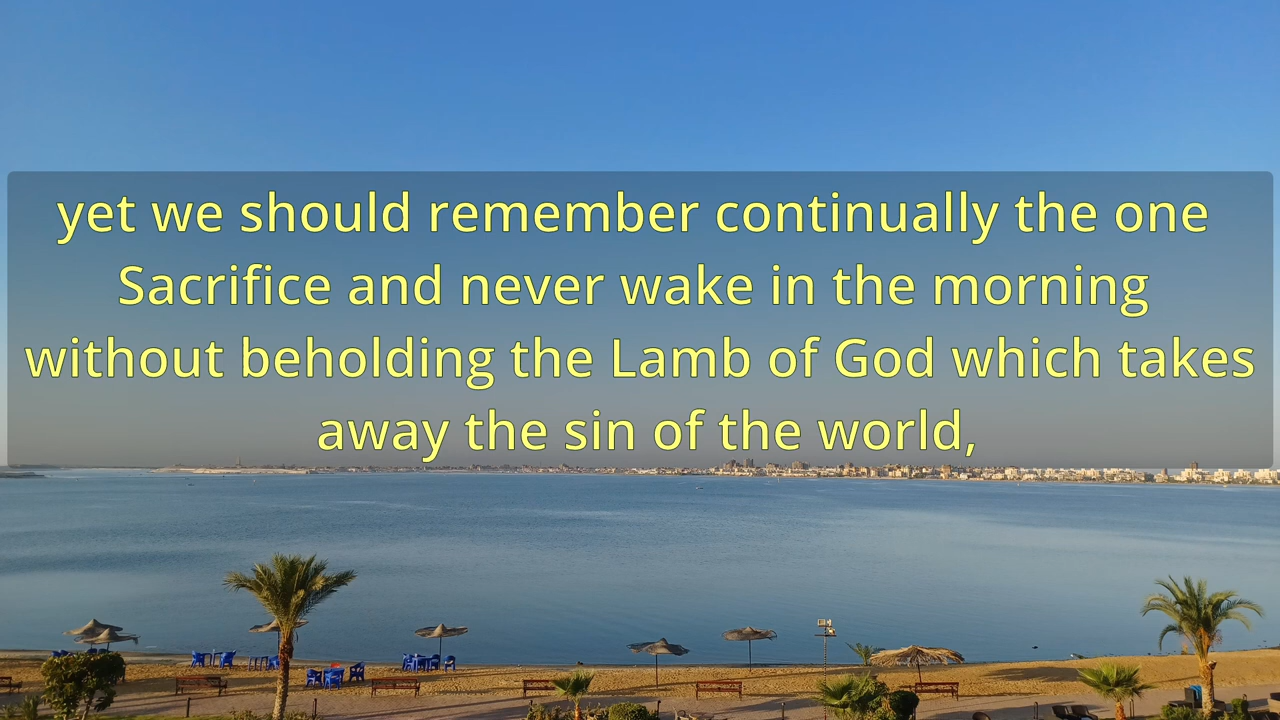 yet we should remember continually the one
Sacrifice and never wake in the morning
without beholding the Lamb of God which takes
away the sin of the world,